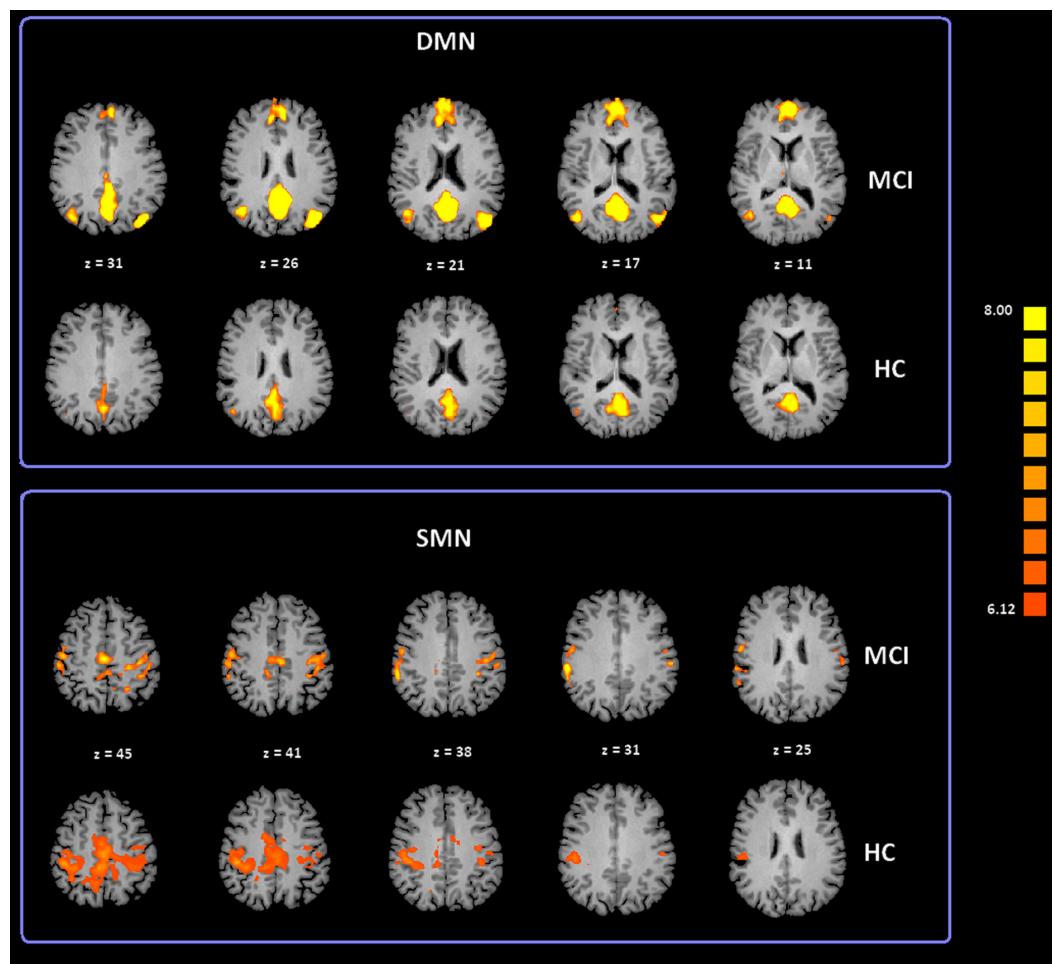 DMN
MCI
z = 31 z = 26 z = 21 z = 17 z = 11
HC
8.00
6.12
SMN
MCI
z = 45 z = 41 z = 38 z = 31 z = 25
HC